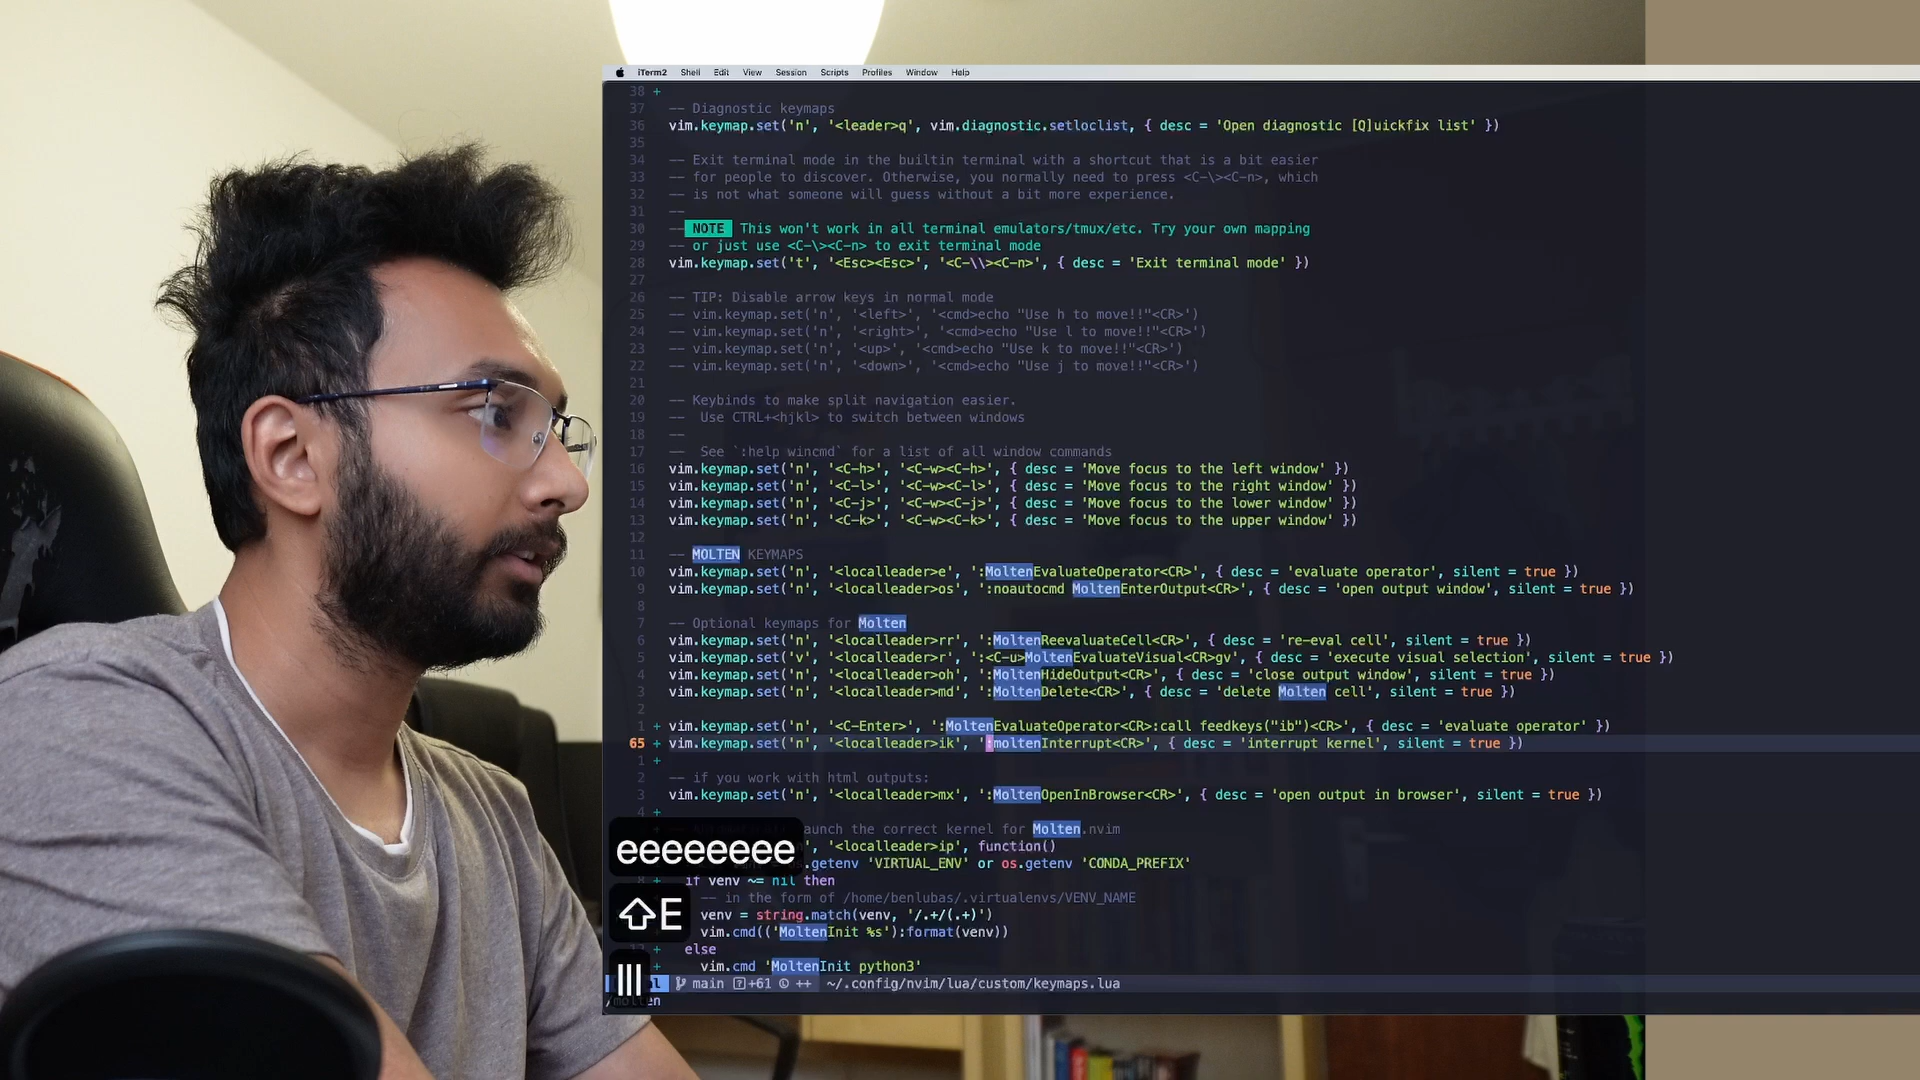 iTerm2 Shell Edit View Session Scripts Profiles Window Help
38 +
37 -- Diagnostic keymaps
36 vim.keymap.set('n', '<leader>q', vim.diagnostic.setloclist, { desc = 'Open diagnostic [Q]uickfix list' })
35
34 -- Exit terminal mode in the builtin terminal with a shortcut that is a bit easier
33 -- for people to discover. Otherwise, you normally need to press <C-\><C-n>, which
32 -- is not what someone will guess without a bit more experience.
31 --
30 -- NOTE This won't work in all terminal emulators/tmux/etc. Try your own mapping
29 -- or just use <C-\><C-n> to exit terminal mode
28 vim.keymap.set('t', '<Esc><Esc>', '<C-\\><C-n>', { desc = 'Exit terminal mode' })
27
26 -- TIP: Disable arrow keys in normal mode
25 -- vim.keymap.set('n', '<left>', '<cmd>echo "Use h to move!!"<CR>')
24 -- vim.keymap.set('n', '<right>', '<cmd>echo "Use l to move!!"<CR>')
23 -- vim.keymap.set('n', '<up>', '<cmd>echo "Use k to move!!"<CR>')
22 -- vim.keymap.set('n', '<down>', '<cmd>echo "Use j to move!!"<CR>')
21
20 -- Keybinds to make split navigation easier.
19 -- Use CTRL+<hjkl> to switch between windows
18 --
17 -- See `:help wincmd` for a list of all window commands
16 vim.keymap.set('n', '<C-h>', '<C-w><C-h>', { desc = 'Move focus to the left window' })
15 vim.keymap.set('n', '<C-l>', '<C-w><C-l>', { desc = 'Move focus to the right window' })
14 vim.keymap.set('n', '<C-j>', '<C-w><C-j>', { desc = 'Move focus to the lower window' })
13 vim.keymap.set('n', '<C-k>', '<C-w><C-k>', { desc = 'Move focus to the upper window' })
12
11 -- MOLTEN KEYMAPS
10 vim.keymap.set('n', '<localleader>e', ':MoltenEvaluateOperator<CR>', { desc = 'evaluate operator', silent = true })
9 vim.keymap.set('n', '<localleader>os', ':noautocmd MoltenEnterOutput<CR>', { desc = 'open output window', silent = true })
8
7 -- Optional keymaps for Molten
6 vim.keymap.set('n', '<localleader>rr', ':MoltenReevaluateCell<CR>', { desc = 're-eval cell', silent = true })
5 vim.keymap.set('v', '<localleader>r', ':<C-u>MoltenEvaluateVisual<CR>gv', { desc = 'execute visual selection', silent = true })
4 vim.keymap.set('n', '<localleader>oh', ':MoltenHideOutput<CR>', { desc = 'close output window', silent = true })
3 vim.keymap.set('n', '<localleader>md', ':MoltenDelete<CR>', { desc = 'delete Molten cell', silent = true })
2
1 + vim.keymap.set('n', '<C-Enter>', ':MoltenEvaluateOperator<CR>:call feedkeys("ib")<CR>', { desc = 'evaluate operator' })
65 + vim.keymap.set('n', '<localleader>ik', ':moltenInterrupt<CR>', { desc = 'interrupt kernel', silent = true })
1 +
2 -- if you work with html outputs:
3 vim.keymap.set('n', '<localleader>mx', ':MoltenOpenInBrowser<CR>', { desc = 'open output in browser', silent = true })
4 +
aunch the correct kernel for Molten.nvim
', '<localleader>ip', function()
eeeeeeee
.getenv 'VIRTUAL_ENV' or os.getenv 'CONDA_PREFIX'
8 + if venv ~= nil then
-- in the form of /home/benlubas/.virtualenvs/VENV_NAME
⇧E
venv = string.match(venv, '/.+/(.+)')
vim.cmd(('MoltenInit %s'):format(venv))
+ else
+ vim.cmd 'MoltenInit python3'
lll
main +61 ++ ~/.config/nvim/lua/custom/keymaps.lua
/molten